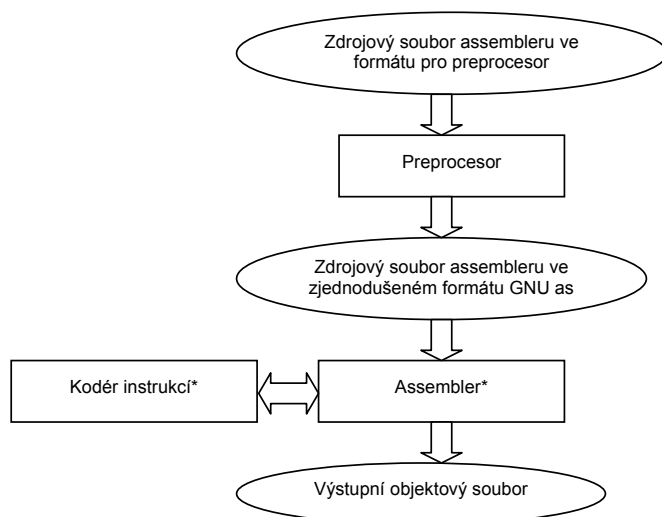 Zdrojový soubor assembleru ve
formátu pro preprocesor
Preprocesor
Zdrojový soubor assembleru ve
zjednodušeném formátu GNU as
Kodér instrukcí*
Assembler*
Výstupní objektový soubor